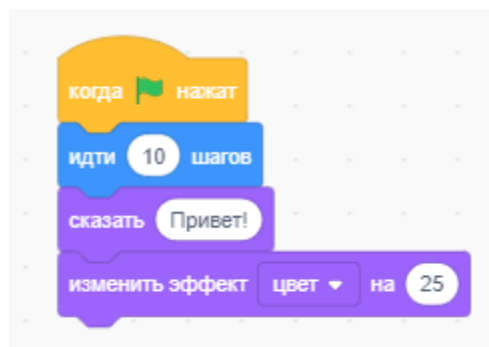 когда нажат
идти 10 шагов
сказать Привет!
изменить эффект цвет на 25